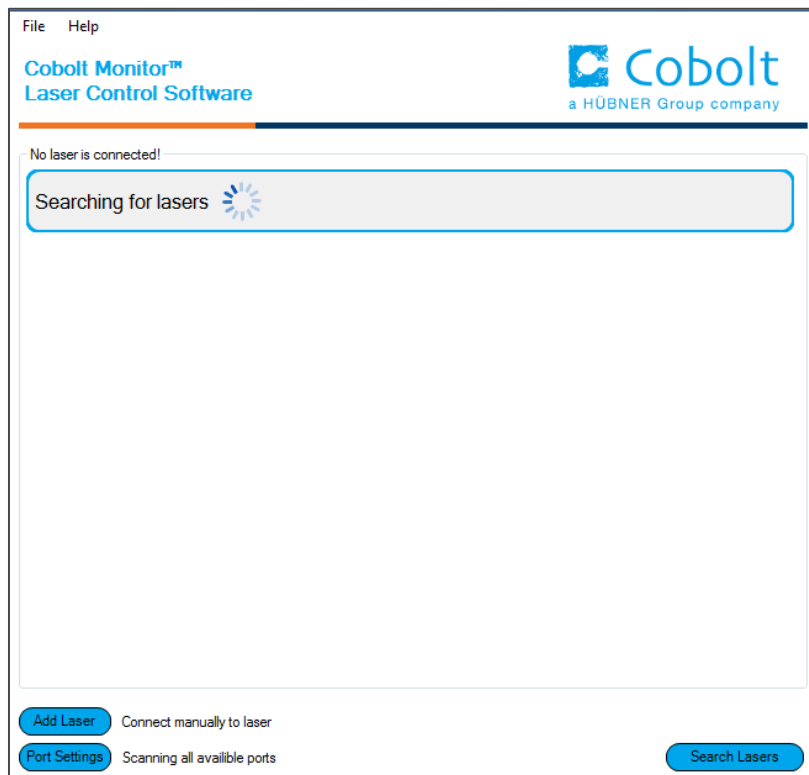 File Help
Cobolt Monitor™
Laser Control Software
Cobolt
a HÜBNER Group company
No laser is connected!
Searching for lasers
Add Laser Connect manually to laser
Port Settings Scanning all availible ports
Search Lasers